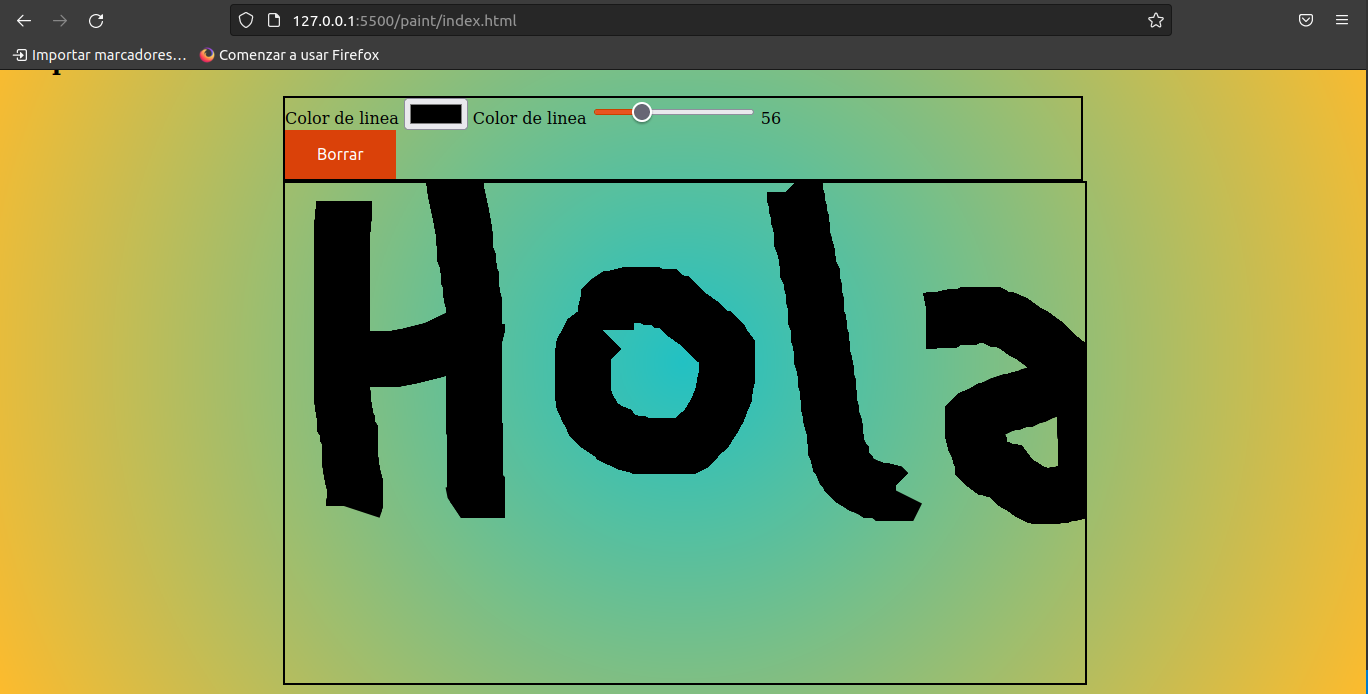 127.0.0.1:5500/paint/index.html
Importar marcadores… Comenzar a usar Firefox
Color de linea Color de linea 56
Borrar
Hola